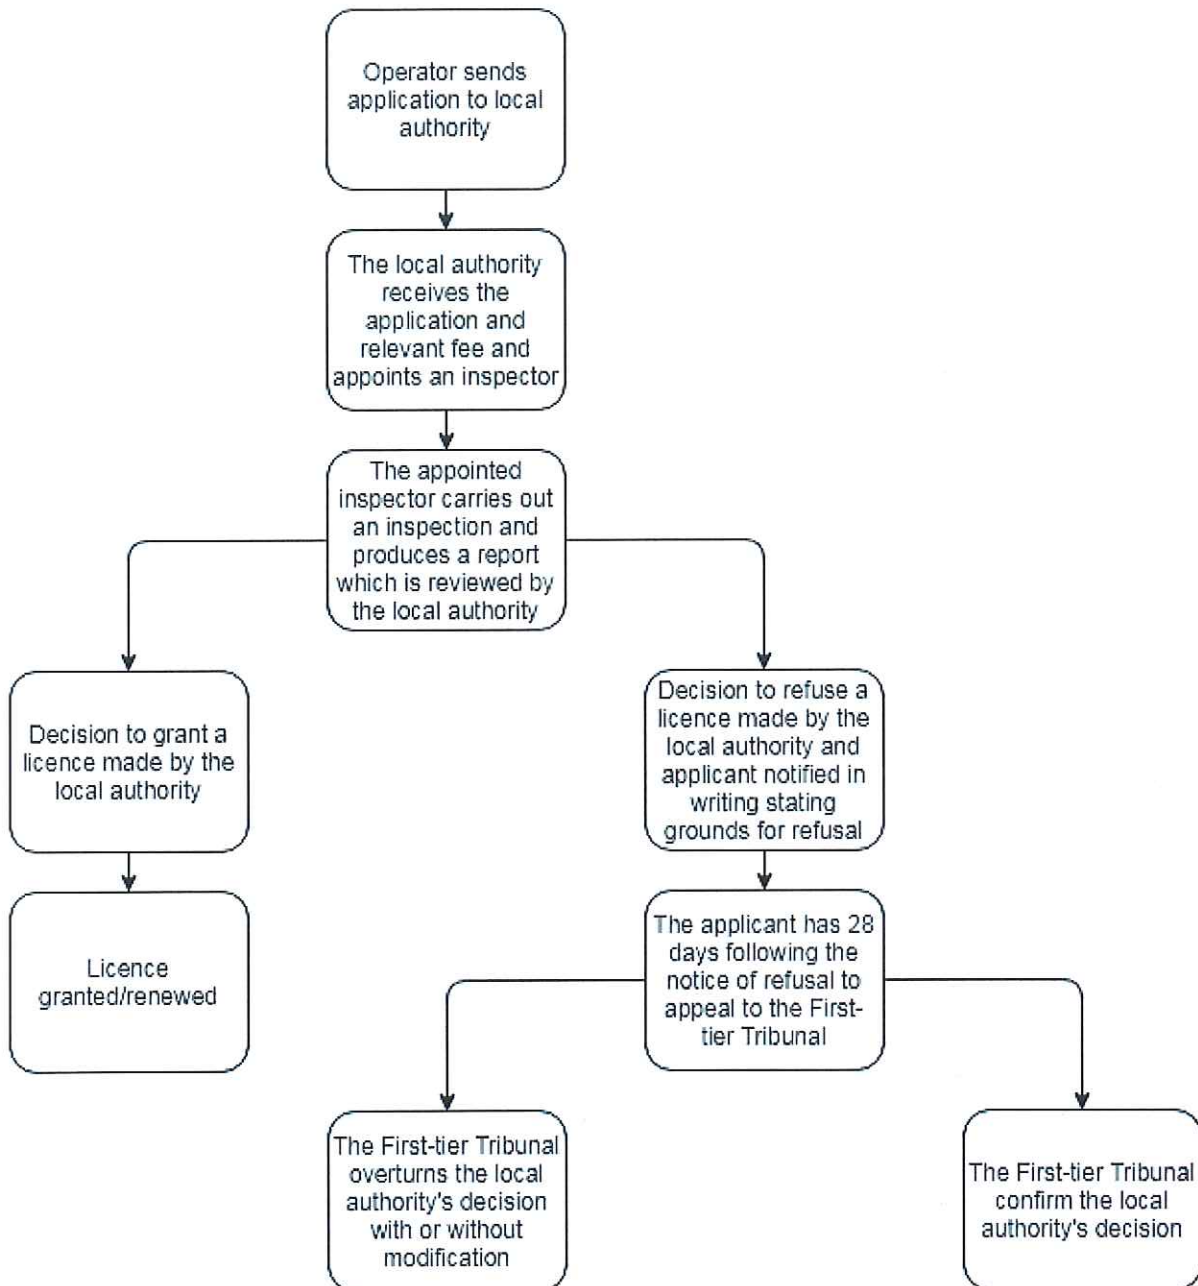 Operator sends
application to local
authority
The local authority
receives the
application and
relevant fee and
appoints an inspector
The appointed
inspector carries out
an inspection and
produces a report
which is reviewed by
the local authority
Decision to grant a
licence made by the
local authority
Decision to refuse a
licence made by the
local authority and
applicant notified in
writing stating
grounds for refusal
Licence
granted/renewed
The applicant has 28
days following the
notice of refusal to
appeal to the First-
tier Tribunal
The First-tier Tribunal
overturns the local
authority's decision
with or without
modification
The First-tier Tribunal
confirm the local
authority's decision